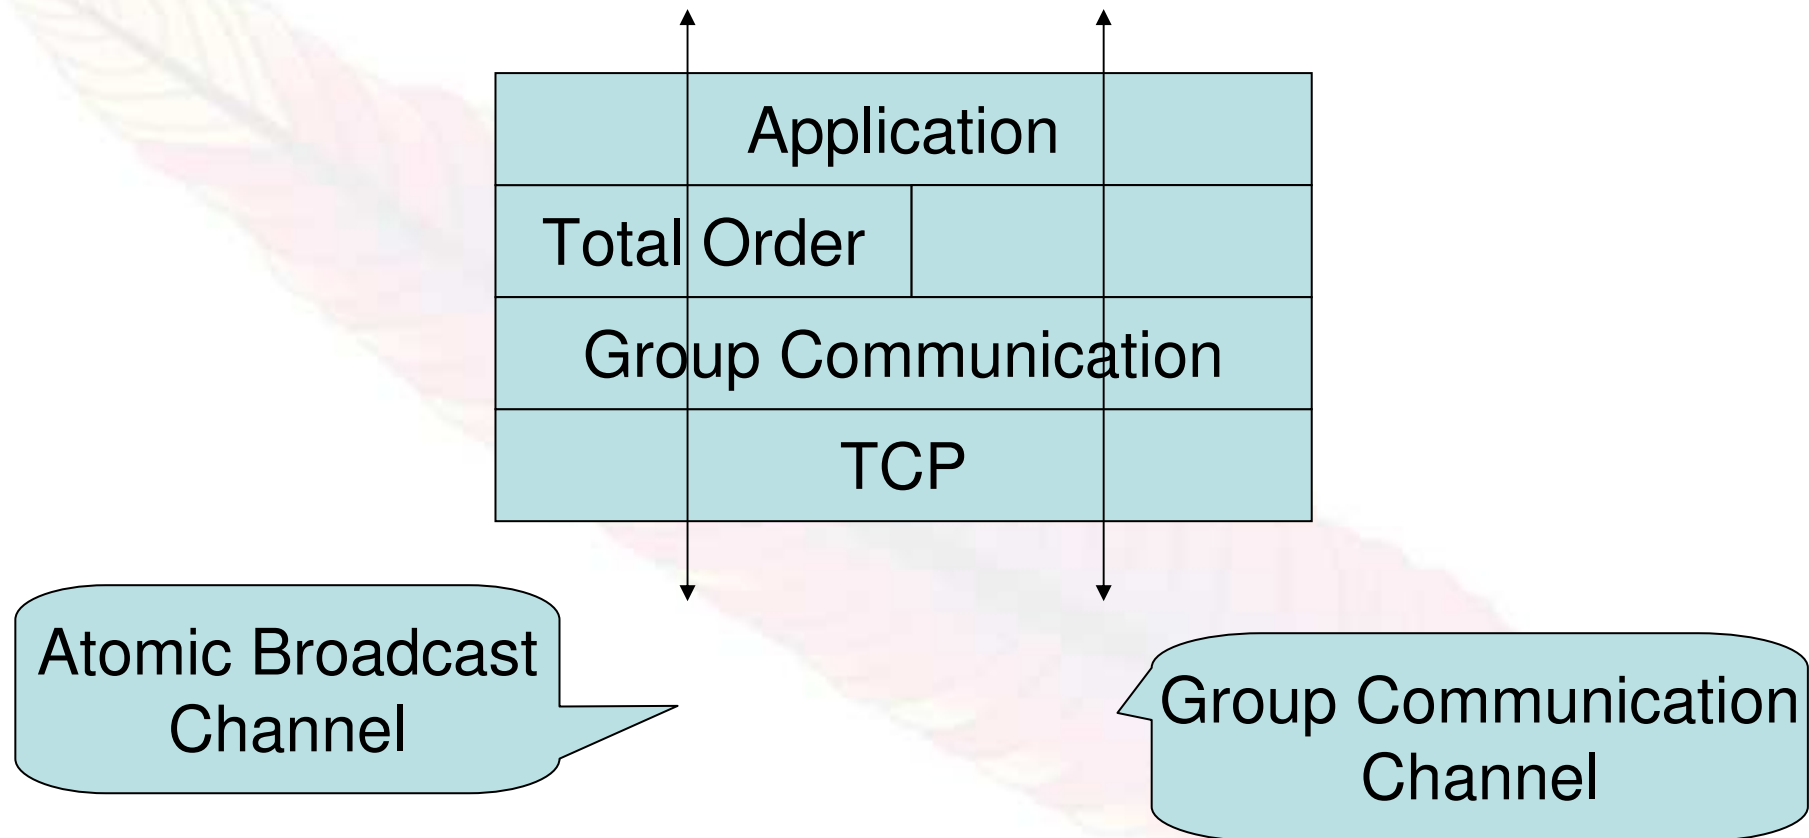 Application
Total Order
Group Communication
TCP
Atomic Broadcast
Channel
Group Communication
Channel